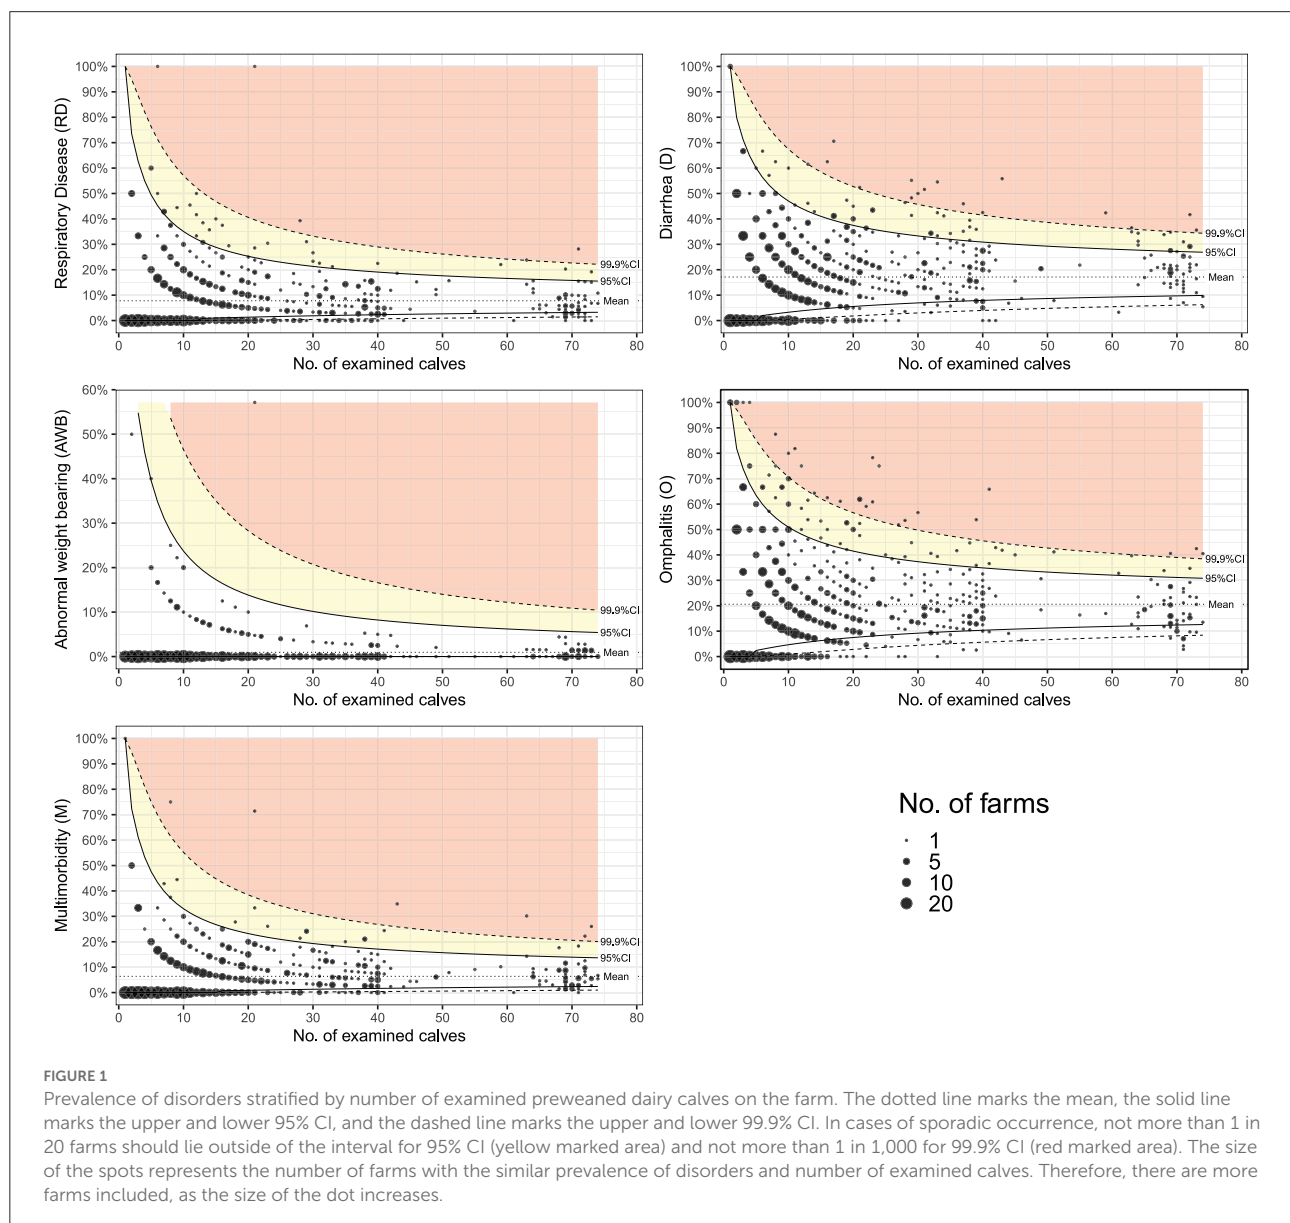 100%
90%
80%
70%
60%
50%
40%
30%
20%
10%
0%
Respiratory Disease (RD)
99.9%CI
95%CI
Mean
0 10 20 30 40 50 60 70 80
No. of examined calves
100%
90%
80%
70%
60%
50%
40%
30%
20%
10%
0%
Diarrhea (D)
99.9%CI
95%CI
Mean
0 10 20 30 40 50 60 70 80
No. of examined calves
60%
50%
40%
30%
20%
10%
0%
Abnormal weight bearing (AWB)
99.9%CI
95%CI
Mean
0 10 20 30 40 50 60 70 80
No. of examined calves
100%
90%
80%
70%
60%
50%
40%
30%
20%
10%
0%
Omphalitis (O)
99.9%CI
95%CI
Mean
0 10 20 30 40 50 60 70 80
No. of examined calves
100%
90%
80%
70%
60%
50%
40%
30%
20%
10%
0%
Multimorbidity (M)
99.9%CI
95%CI
Mean
0 10 20 30 40 50 60 70 80
No. of examined calves
No. of farms
1
5
10
20
FIGURE 1
Prevalence of disorders stratified by number of examined preweaned dairy calves on the farm. The dotted line marks the mean, the solid line
marks the upper and lower 95% CI, and the dashed line marks the upper and lower 99.9% CI. In cases of sporadic occurrence, not more than 1 in
20 farms should lie outside of the interval for 95% CI (yellow marked area) and not more than 1 in 1,000 for 99.9% CI (red marked area). The size
of the spots represents the number of farms with the similar prevalence of disorders and number of examined calves. Therefore, there are more
farms included, as the size of the dot increases.